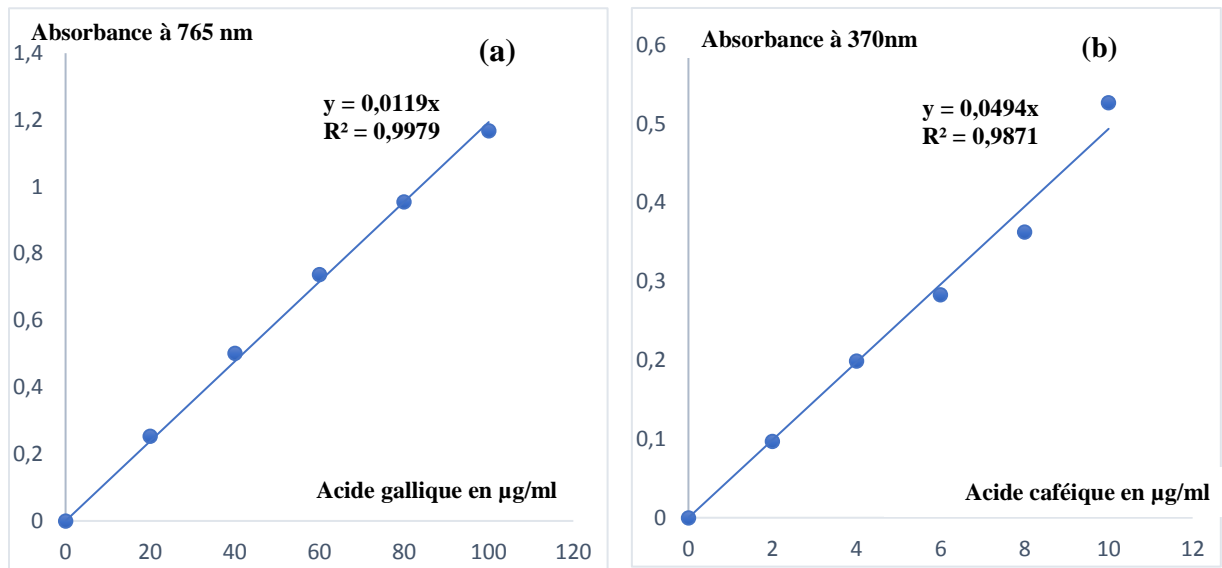 Absorbance à 765 nm
(a)
1,4
1,2
1
0,8
0,6
0,4
0,2
0
y = 0,0119x
R² = 0,9979
Acide gallique en µg/ml
0 20 40 60 80 100 120
Absorbance à 370nm
(b)
0,6
0,5
0,4
0,3
0,2
0,1
0
y = 0,0494x
R² = 0,9871
Acide caféique en µg/ml
0 2 4 6 8 10 12